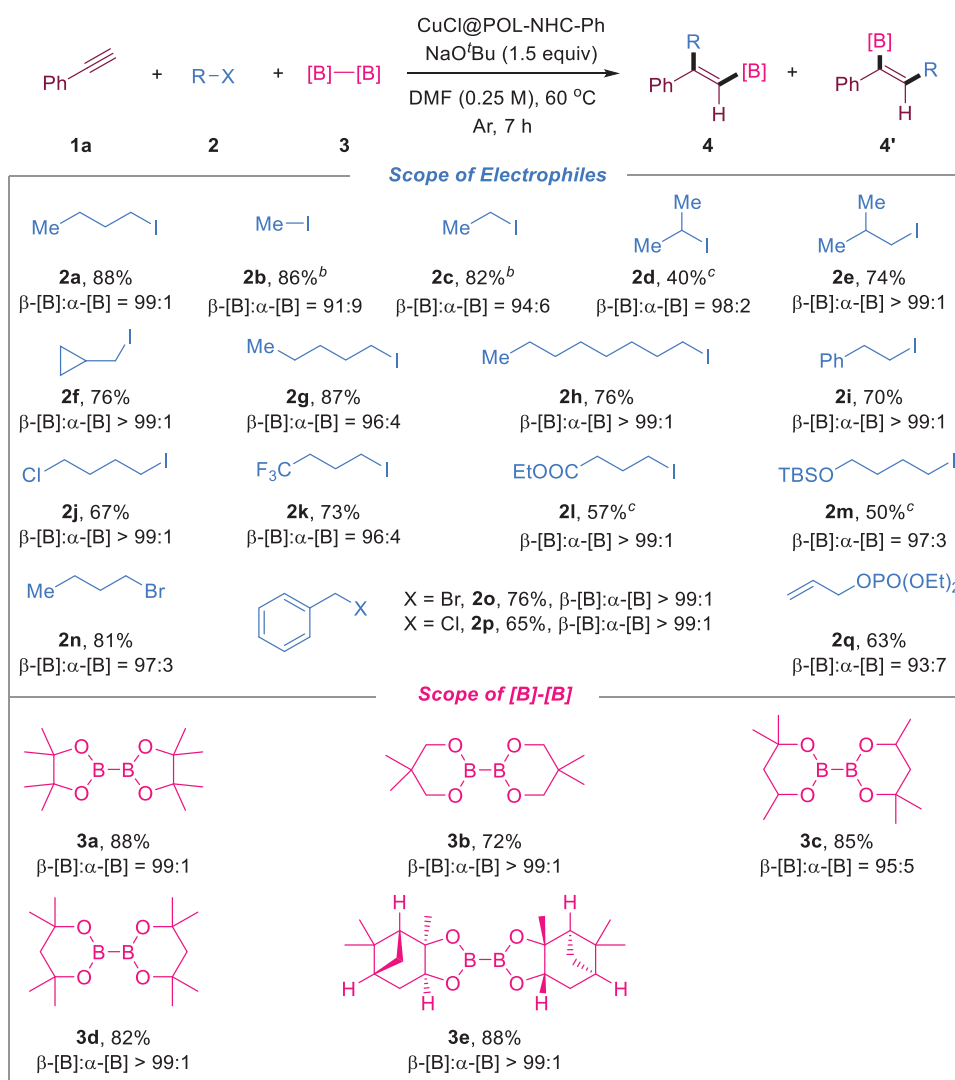 CuCl@POL-NHC-Ph
NaOᵗBu (1.5 equiv)
Ph + R–X + [B]–[B] DMF (0.25 M), 60 °C R Ph [B] H + [B] Ph R H
Ar, 7 h
1a 2 3 4 4'
Scope of Electrophiles
Me I Me–I Me I Me Me I Me Me I
2a, 88% 2b, 86%ᵇ 2c, 82%ᵇ 2d, 40%ᶜ 2e, 74%
β-[B]:α-[B] = 99:1 β-[B]:α-[B] = 91:9 β-[B]:α-[B] = 94:6 β-[B]:α-[B] = 98:2 β-[B]:α-[B] > 99:1
I Me I Me I Ph I
2f, 76% 2g, 87% 2h, 76% 2i, 70%
β-[B]:α-[B] > 99:1 β-[B]:α-[B] = 96:4 β-[B]:α-[B] > 99:1 β-[B]:α-[B] > 99:1
Cl I F₃C I EtOOC I TBSO I
2j, 67% 2k, 73% 2l, 57%ᶜ 2m, 50%ᶜ
β-[B]:α-[B] > 99:1 β-[B]:α-[B] = 96:4 β-[B]:α-[B] > 99:1 β-[B]:α-[B] = 97:3
Me Br X X = Br, 2o, 76%, β-[B]:α-[B] > 99:1 OPO(OEt)₂
X = Cl, 2p, 65%, β-[B]:α-[B] > 99:1
2n, 81% 2q, 63%
β-[B]:α-[B] = 97:3 β-[B]:α-[B] = 93:7
Scope of [B]-[B]
O O B–B O O O O B–B O O O O B–B O O
3a, 88% 3b, 72% 3c, 85%
β-[B]:α-[B] = 99:1 β-[B]:α-[B] > 99:1 β-[B]:α-[B] = 95:5
O O B–B O O H H H O O B–B O O H H H
3d, 82% 3e, 88%
β-[B]:α-[B] > 99:1 β-[B]:α-[B] > 99:1